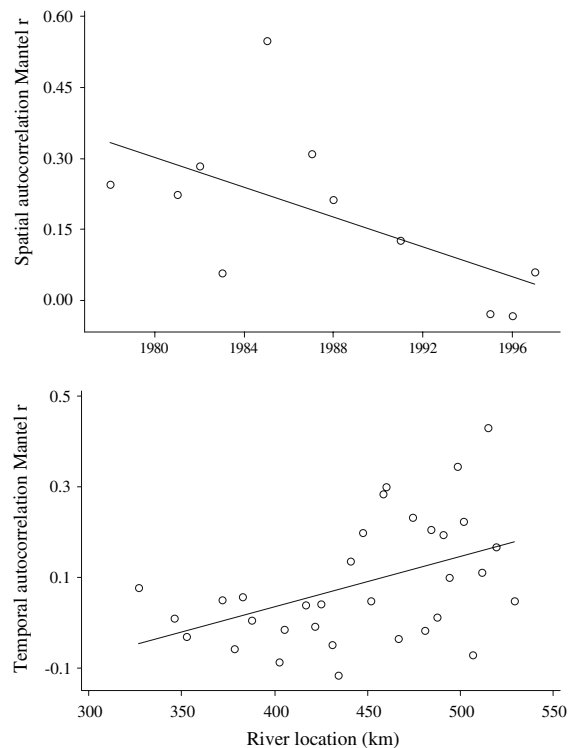 Spatial autocorrelation Mantel r
0.60
0.45
0.30
0.15
0.00
1980 1984 1988 1992 1996
Temporal autocorrelation Mantel r
0.5
0.3
0.1
-0.1
300 350 400 450 500 550
River location (km)